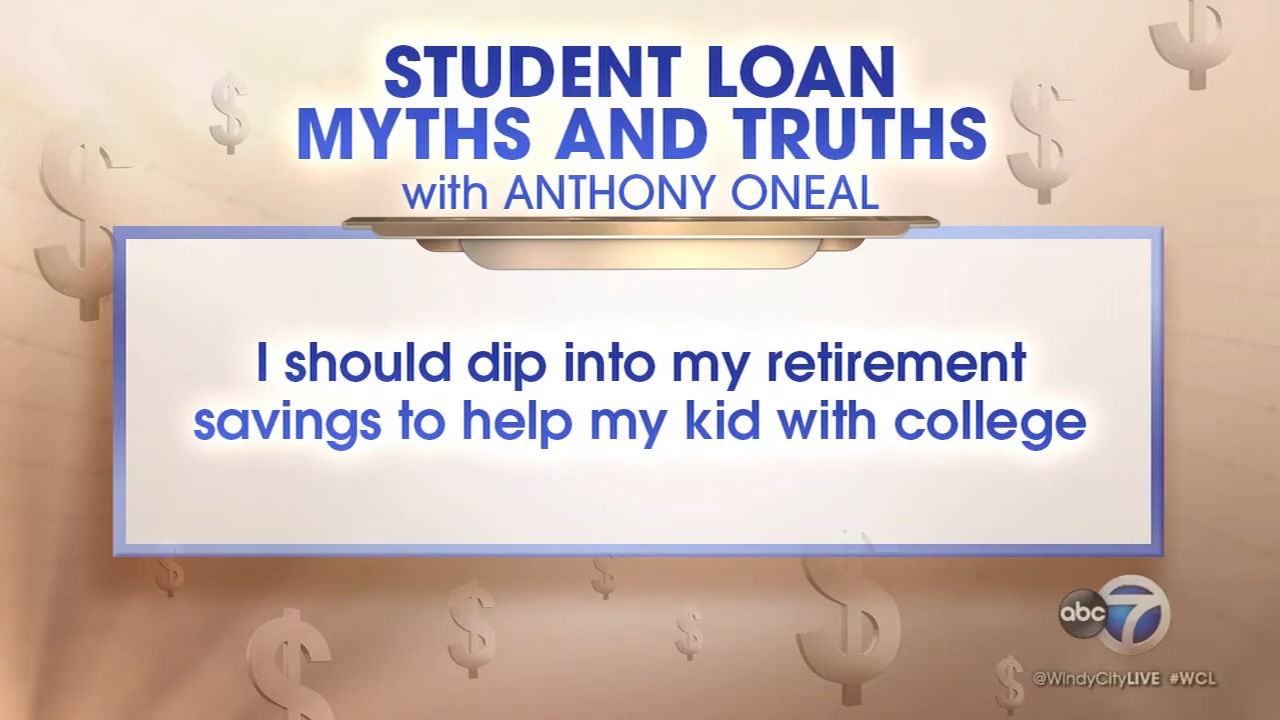 STUDENT LOAN
MYTHS AND TRUTHS
with ANTHONY ONEAL
I should dip into my retirement
savings to help my kid with college
abc 7
@WindyCityLIVE #WCL